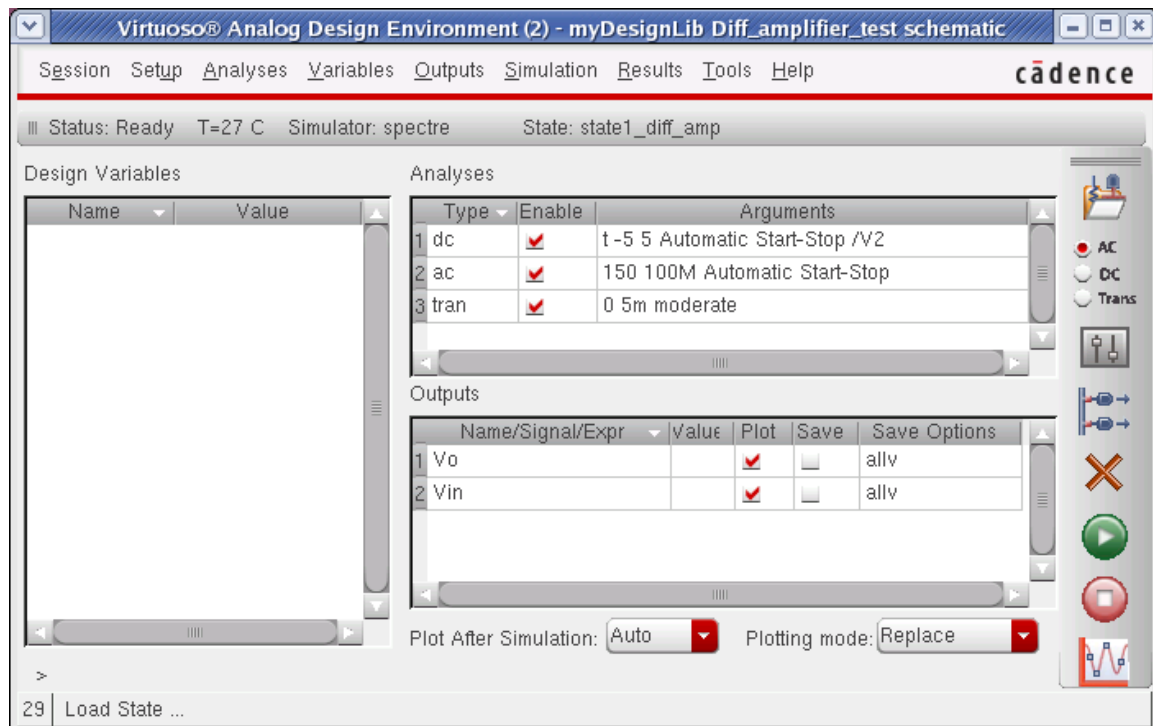 Virtuoso® Analog Design Environment (2) - myDesignLib Diff_amplifier_test schematic
Session Setup Analyses Variables Outputs Simulation Results Tools Help cādence
Status: Ready T=27 C Simulator: spectre State: state1_diff_amp
Design Variables
Name Value
Analyses
Type Enable Arguments
1 dc t -5 5 Automatic Start-Stop /V2
2 ac 150 100M Automatic Start-Stop
3 tran 0 5m moderate
AC
DC
Trans
Outputs
Name/Signal/Expr Value Plot Save Save Options
1 Vo allv
2 Vin allv
Plot After Simulation: Auto Plotting mode: Replace
>
29 Load State ...